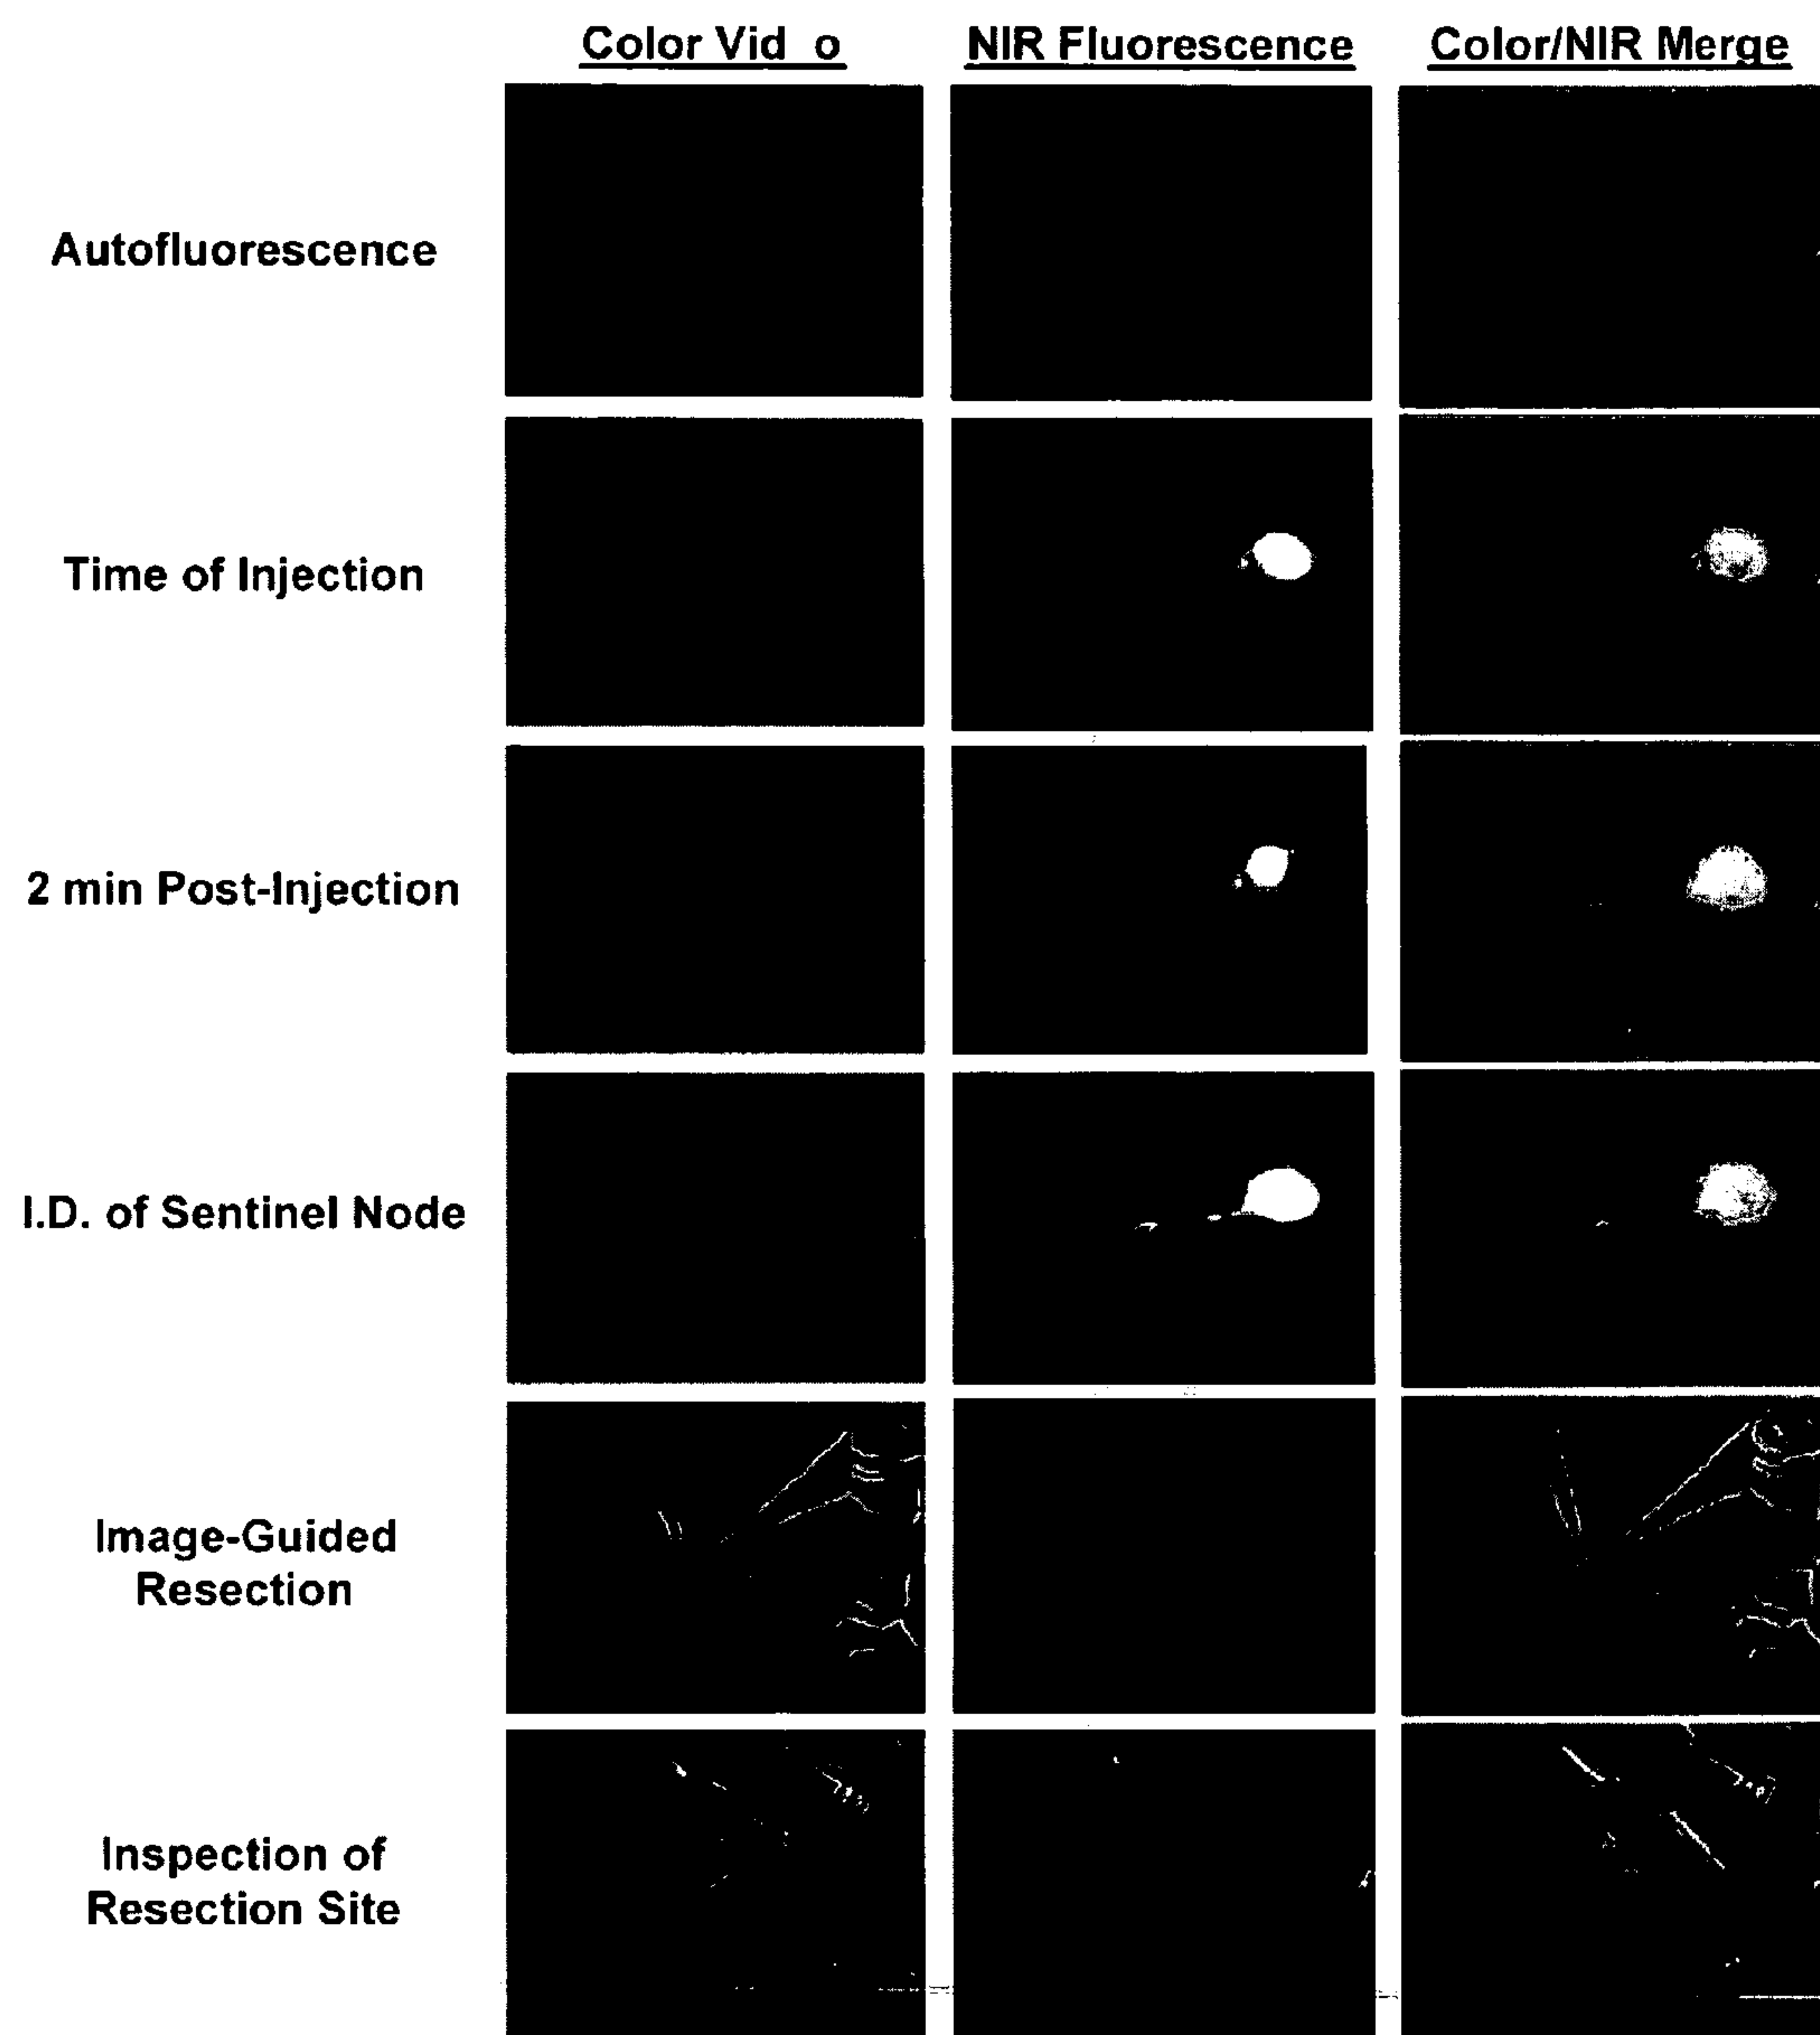 Color Vid o NIR Fluorescence Color/NIR Merge
Autofluorescence
Time of Injection
2 min Post-Injection
I.D. of Sentinel Node
Image-Guided
Resection
Inspection of
Resection Site